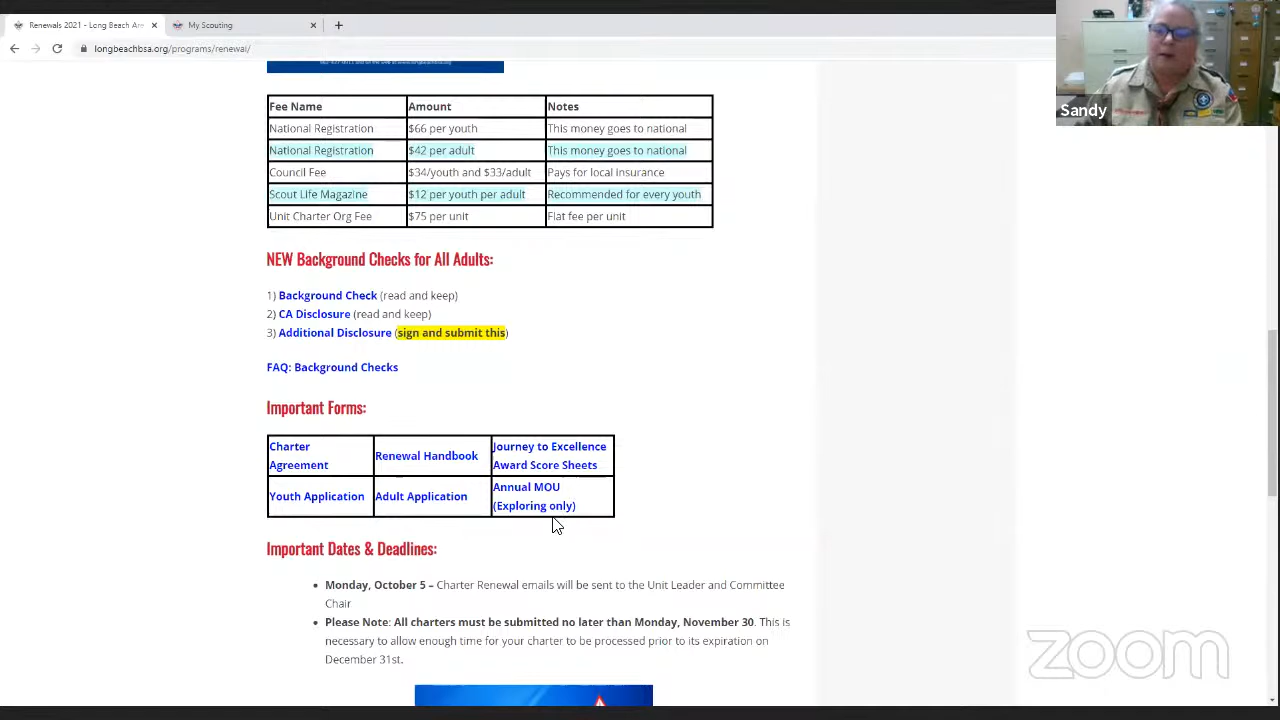 Renewals 2021 - Long Beach Are
My Scouting
longbeachbsa.org/programs/renewal/
Sandy
Fee Name Amount Notes
National Registration $66 per youth This money goes to national
National Registration $42 per adult This money goes to national
Council Fee $34/youth and $33/adult Pays for local insurance
Scout Life Magazine $12 per youth per adult Recommended for every youth
Unit Charter Org Fee $75 per unit Flat fee per unit
NEW Background Checks for All Adults:
1) Background Check (read and keep)
2) CA Disclosure (read and keep)
3) Additional Disclosure (sign and submit this)
FAQ: Background Checks
Important Forms:
Charter
Agreement
Renewal Handbook
Journey to Excellence
Award Score Sheets
Youth Application
Adult Application
Annual MOU
(Exploring only)
Important Dates & Deadlines:
• Monday, October 5 – Charter Renewal emails will be sent to the Unit Leader and Committee
Chair
• Please Note: All charters must be submitted no later than Monday, November 30. This is
necessary to allow enough time for your charter to be processed prior to its expiration on
December 31st.
zoom